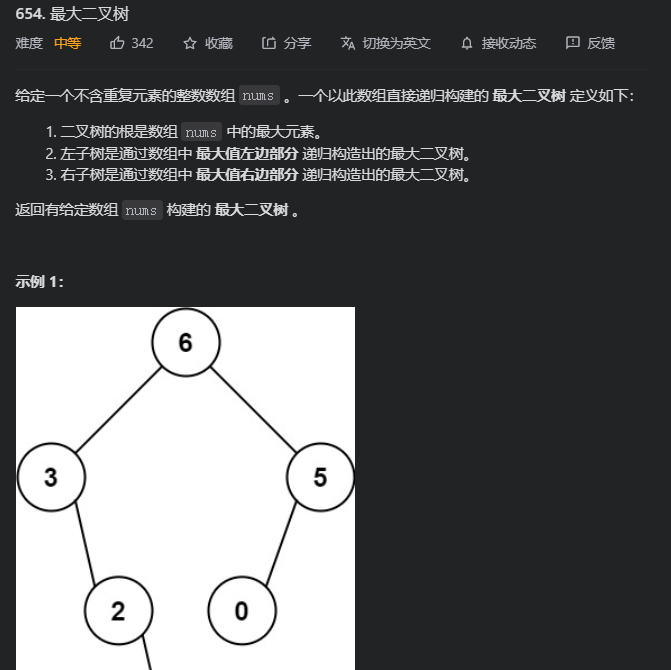 654. 最大二叉树
难度 中等 342 收藏 分享 切换为英文 接收动态 反馈
给定一个不含重复元素的整数数组 nums 。一个以此数组直接递归构建的 最大二叉树 定义如下：
1. 二叉树的根是数组 nums 中的最大元素。
2. 左子树是通过数组中 最大值左边部分 递归构造出的最大二叉树。
3. 右子树是通过数组中 最大值右边部分 递归构造出的最大二叉树。
返回有给定数组 nums 构建的 最大二叉树 。
示例 1：
6
3 5
2 0